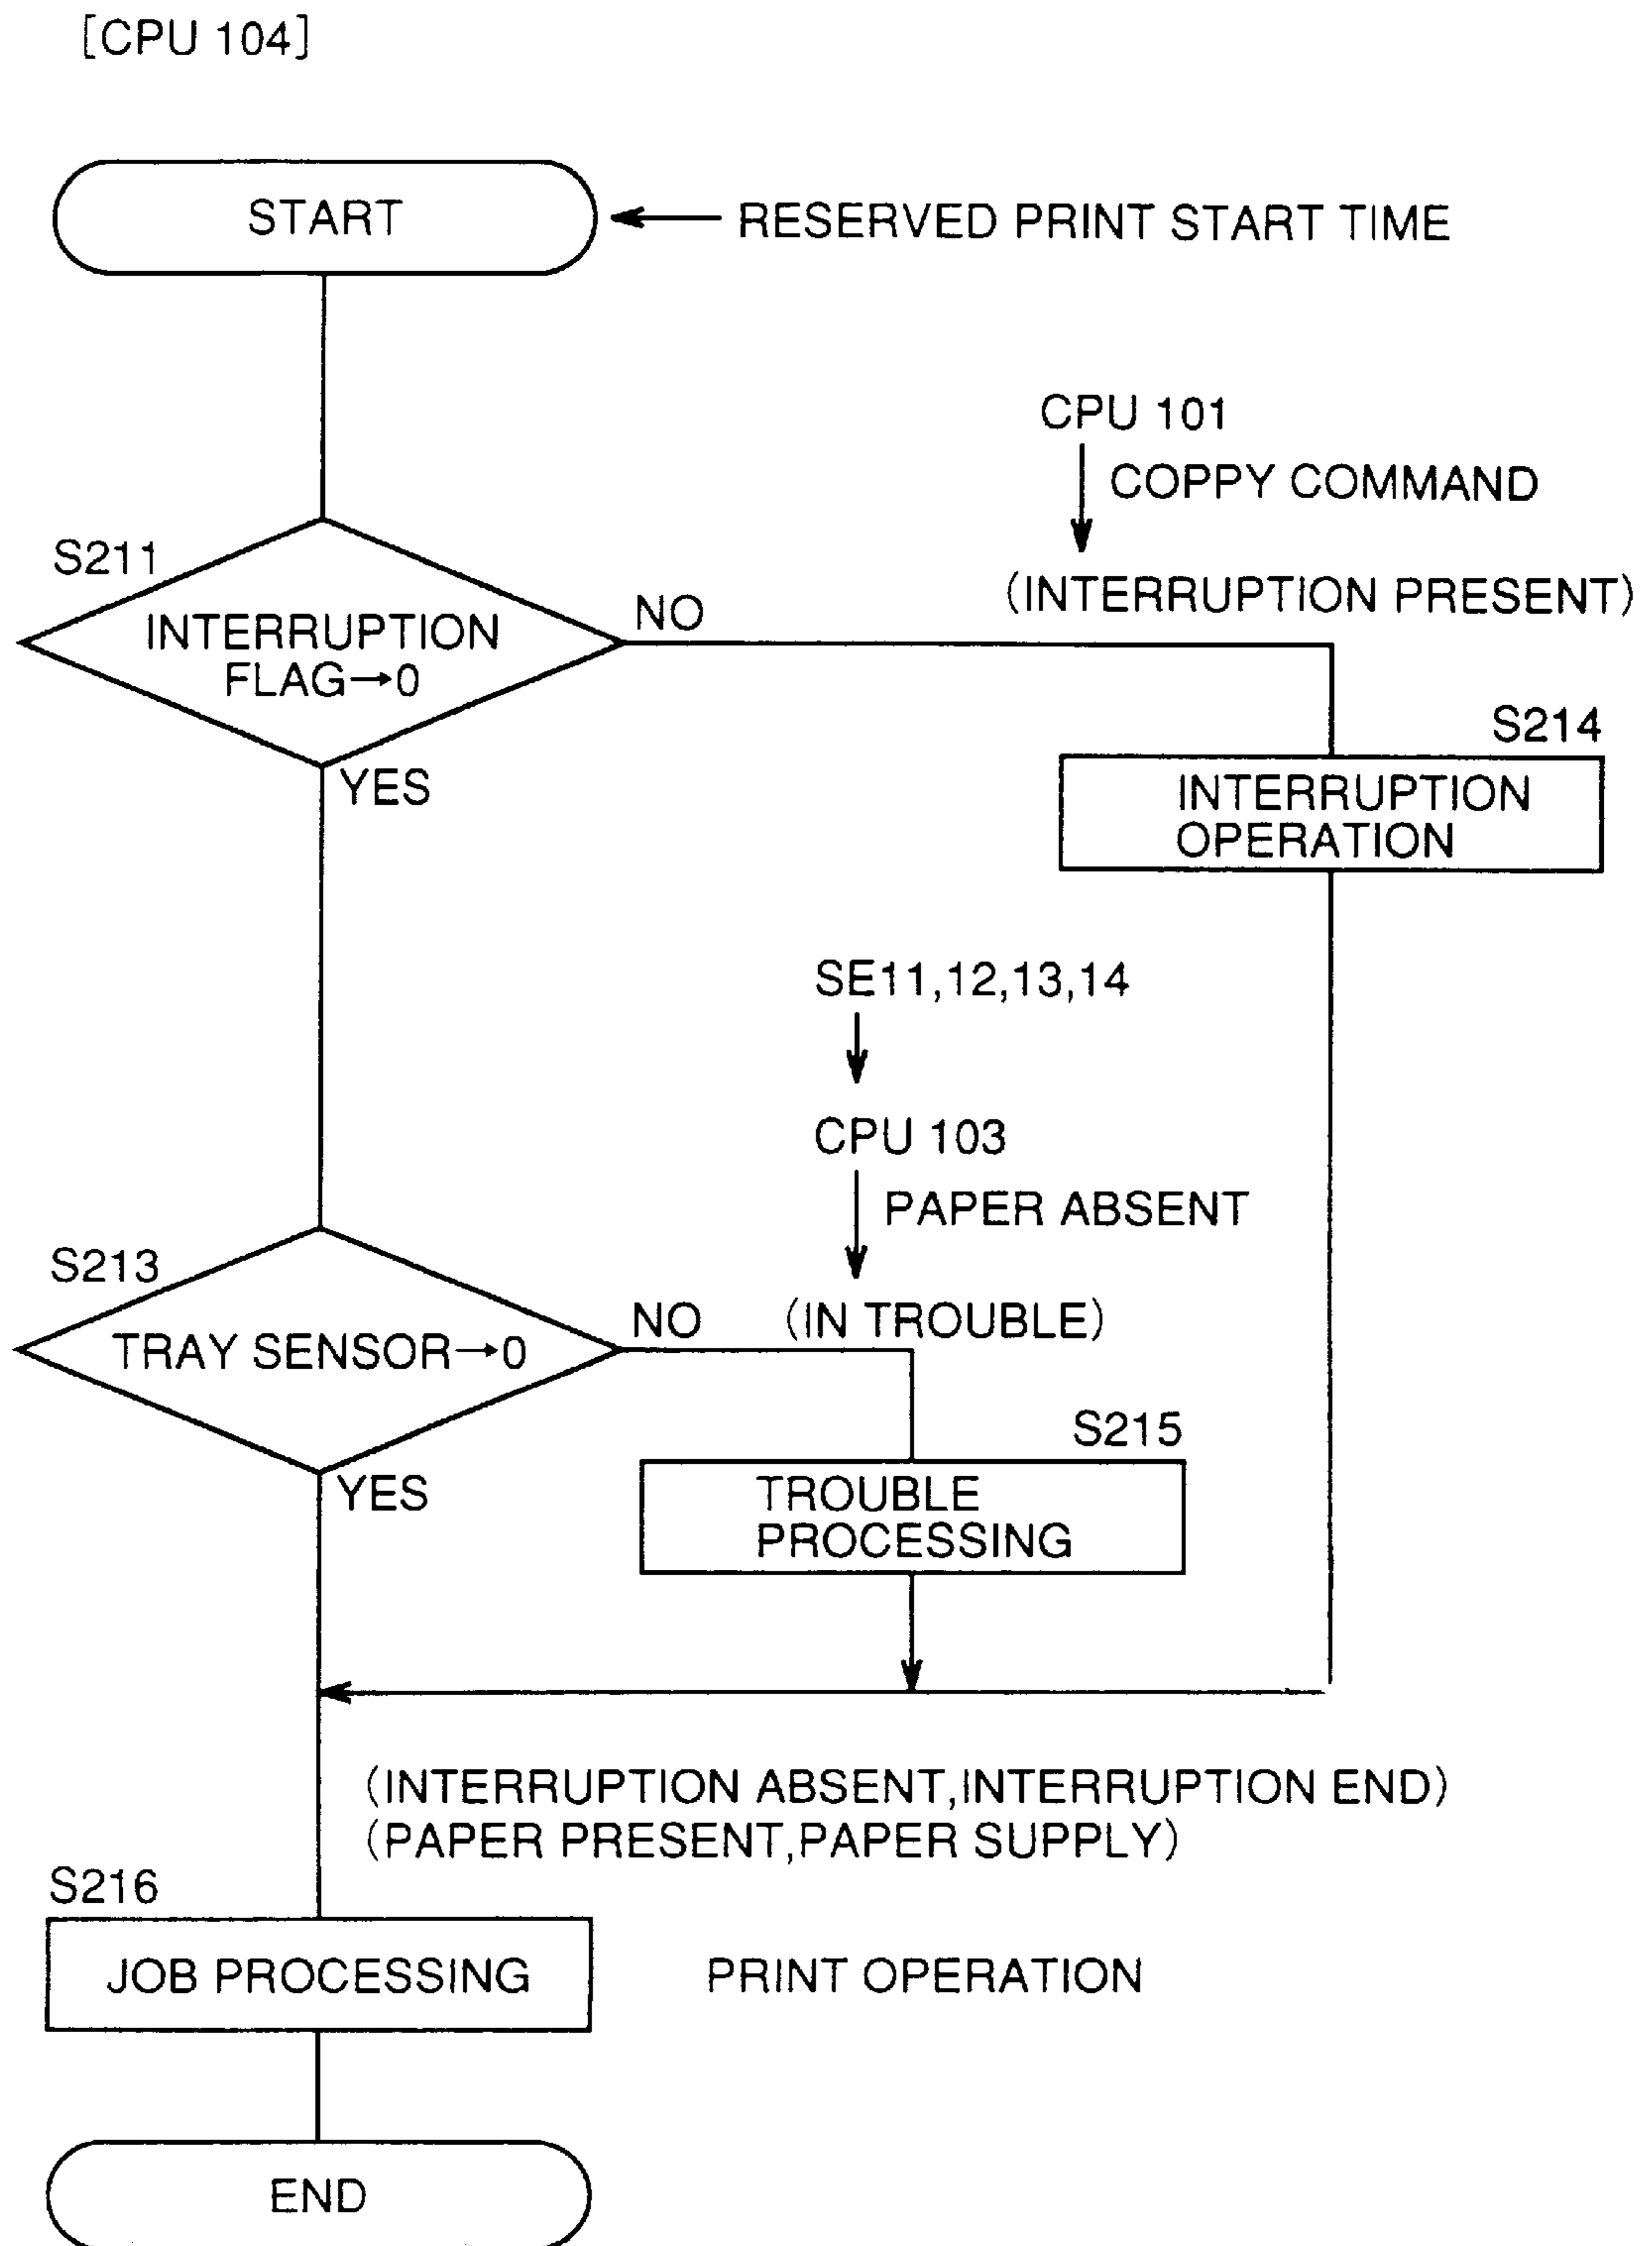 [CPU 104]
START
RESERVED PRINT START TIME
CPU 101
COPPY COMMAND
(INTERRUPTION PRESENT)
S211
INTERRUPTION
FLAG→0
NO
YES
S214
INTERRUPTION
OPERATION
SE11,12,13,14
CPU 103
PAPER ABSENT
(IN TROUBLE)
S213
TRAY SENSOR→0
NO
YES
S215
TROUBLE
PROCESSING
(INTERRUPTION ABSENT,INTERRUPTION END)
(PAPER PRESENT,PAPER SUPPLY)
S216
JOB PROCESSING
PRINT OPERATION
END